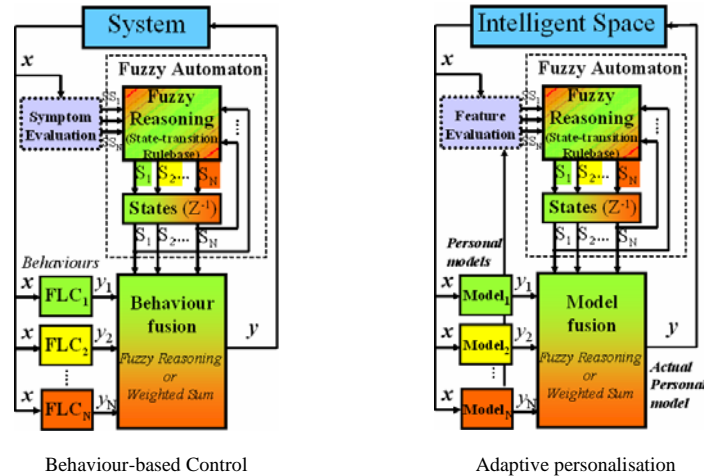 System
x
Fuzzy Automaton
Symptom
Evaluation
SS1
SSN
Fuzzy
Reasoning
(State-transition
Rulebase)
S1 S2... SN
States (Z-1)
S1 S2... SN
Behaviours
x FLC1 y1
x FLC2 y2
x FLCN yN
Behaviour
fusion
Fuzzy Reasoning
or
Weighted Sum
y
Behaviour-based Control
Intelligent Space
x
Fuzzy Automaton
Feature
Evaluation
SS1
SSN
Fuzzy
Reasoning
(State-transition
Rulebase)
S1 S2... SN
States (Z-1)
S1 S2... SN
Personal
models
x Model1 y1
x Model2 y2
x ModelN yN
Model
fusion
Fuzzy Reasoning
or
Weighted Sum
y
Actual
Personal
model
Adaptive personalisation